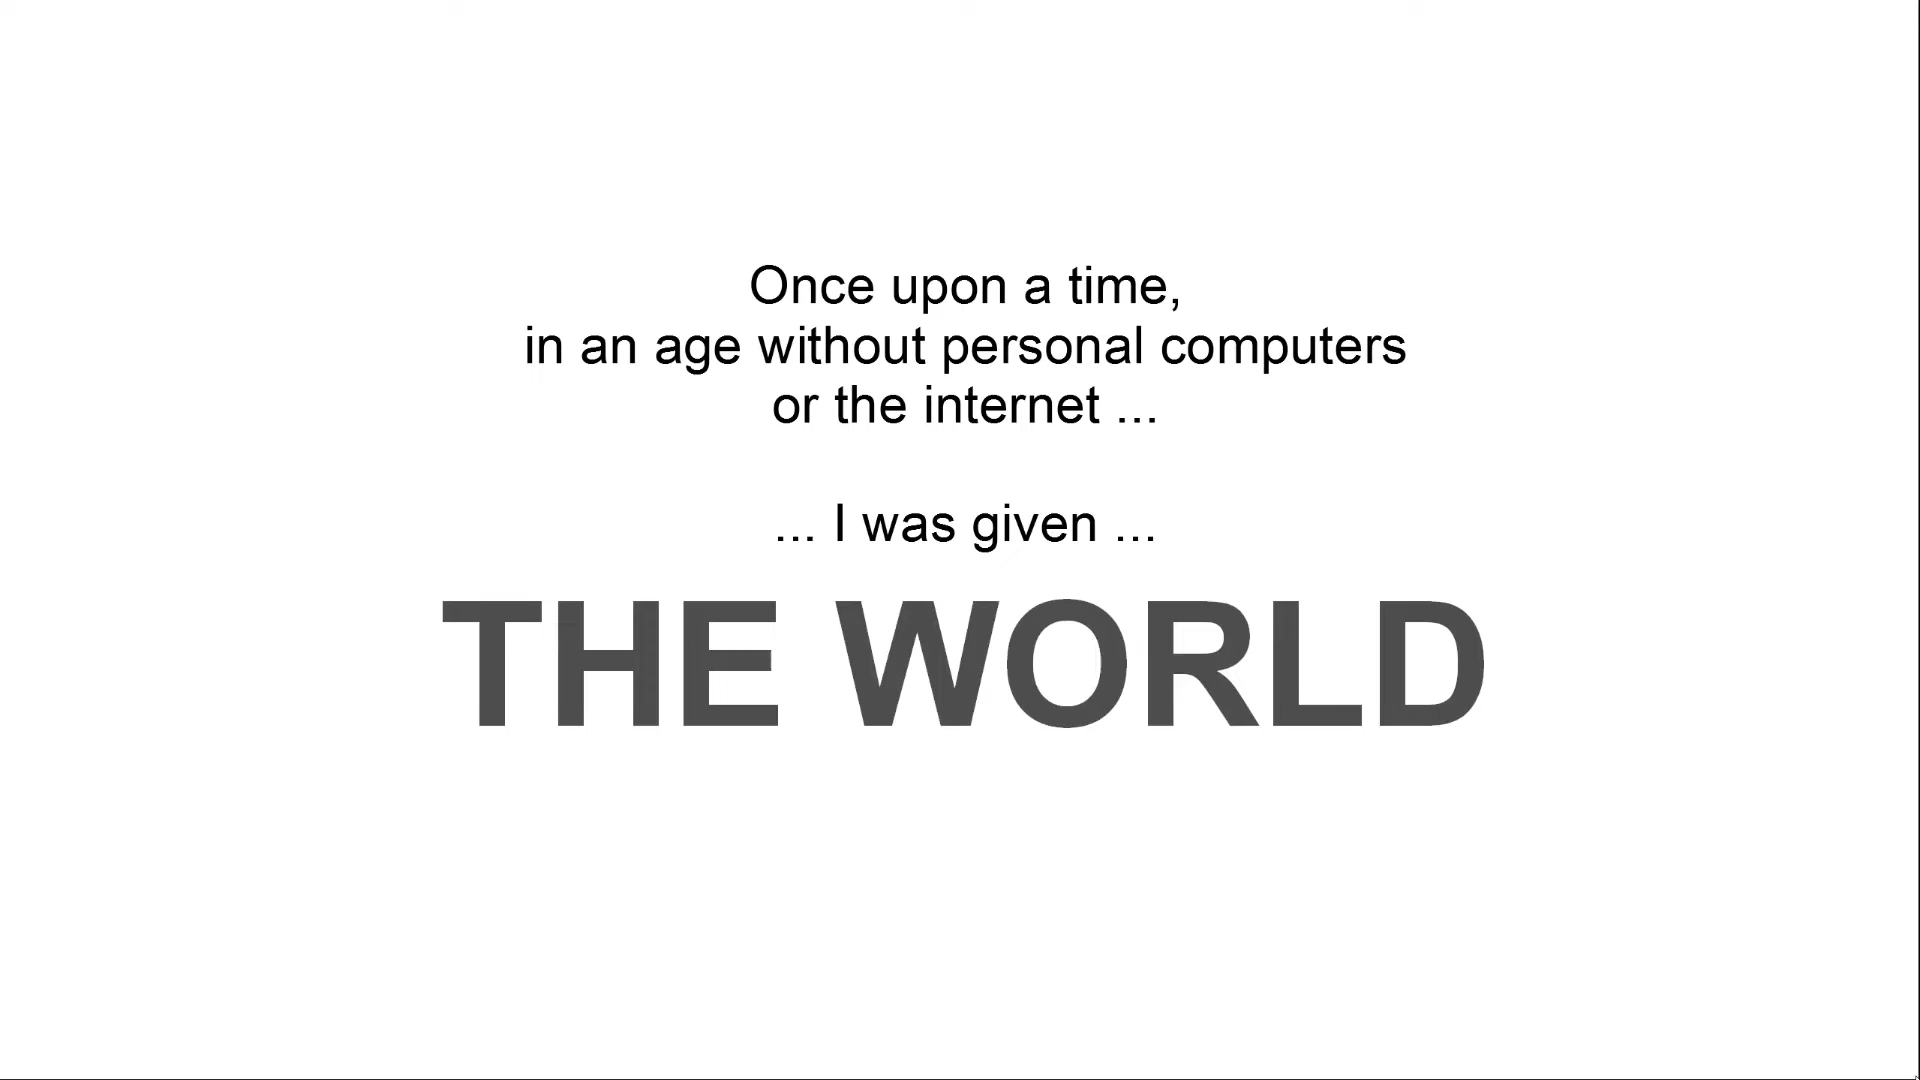 Once upon a time,
in an age without personal computers
or the internet ...
... I was given ...
THE WORLD